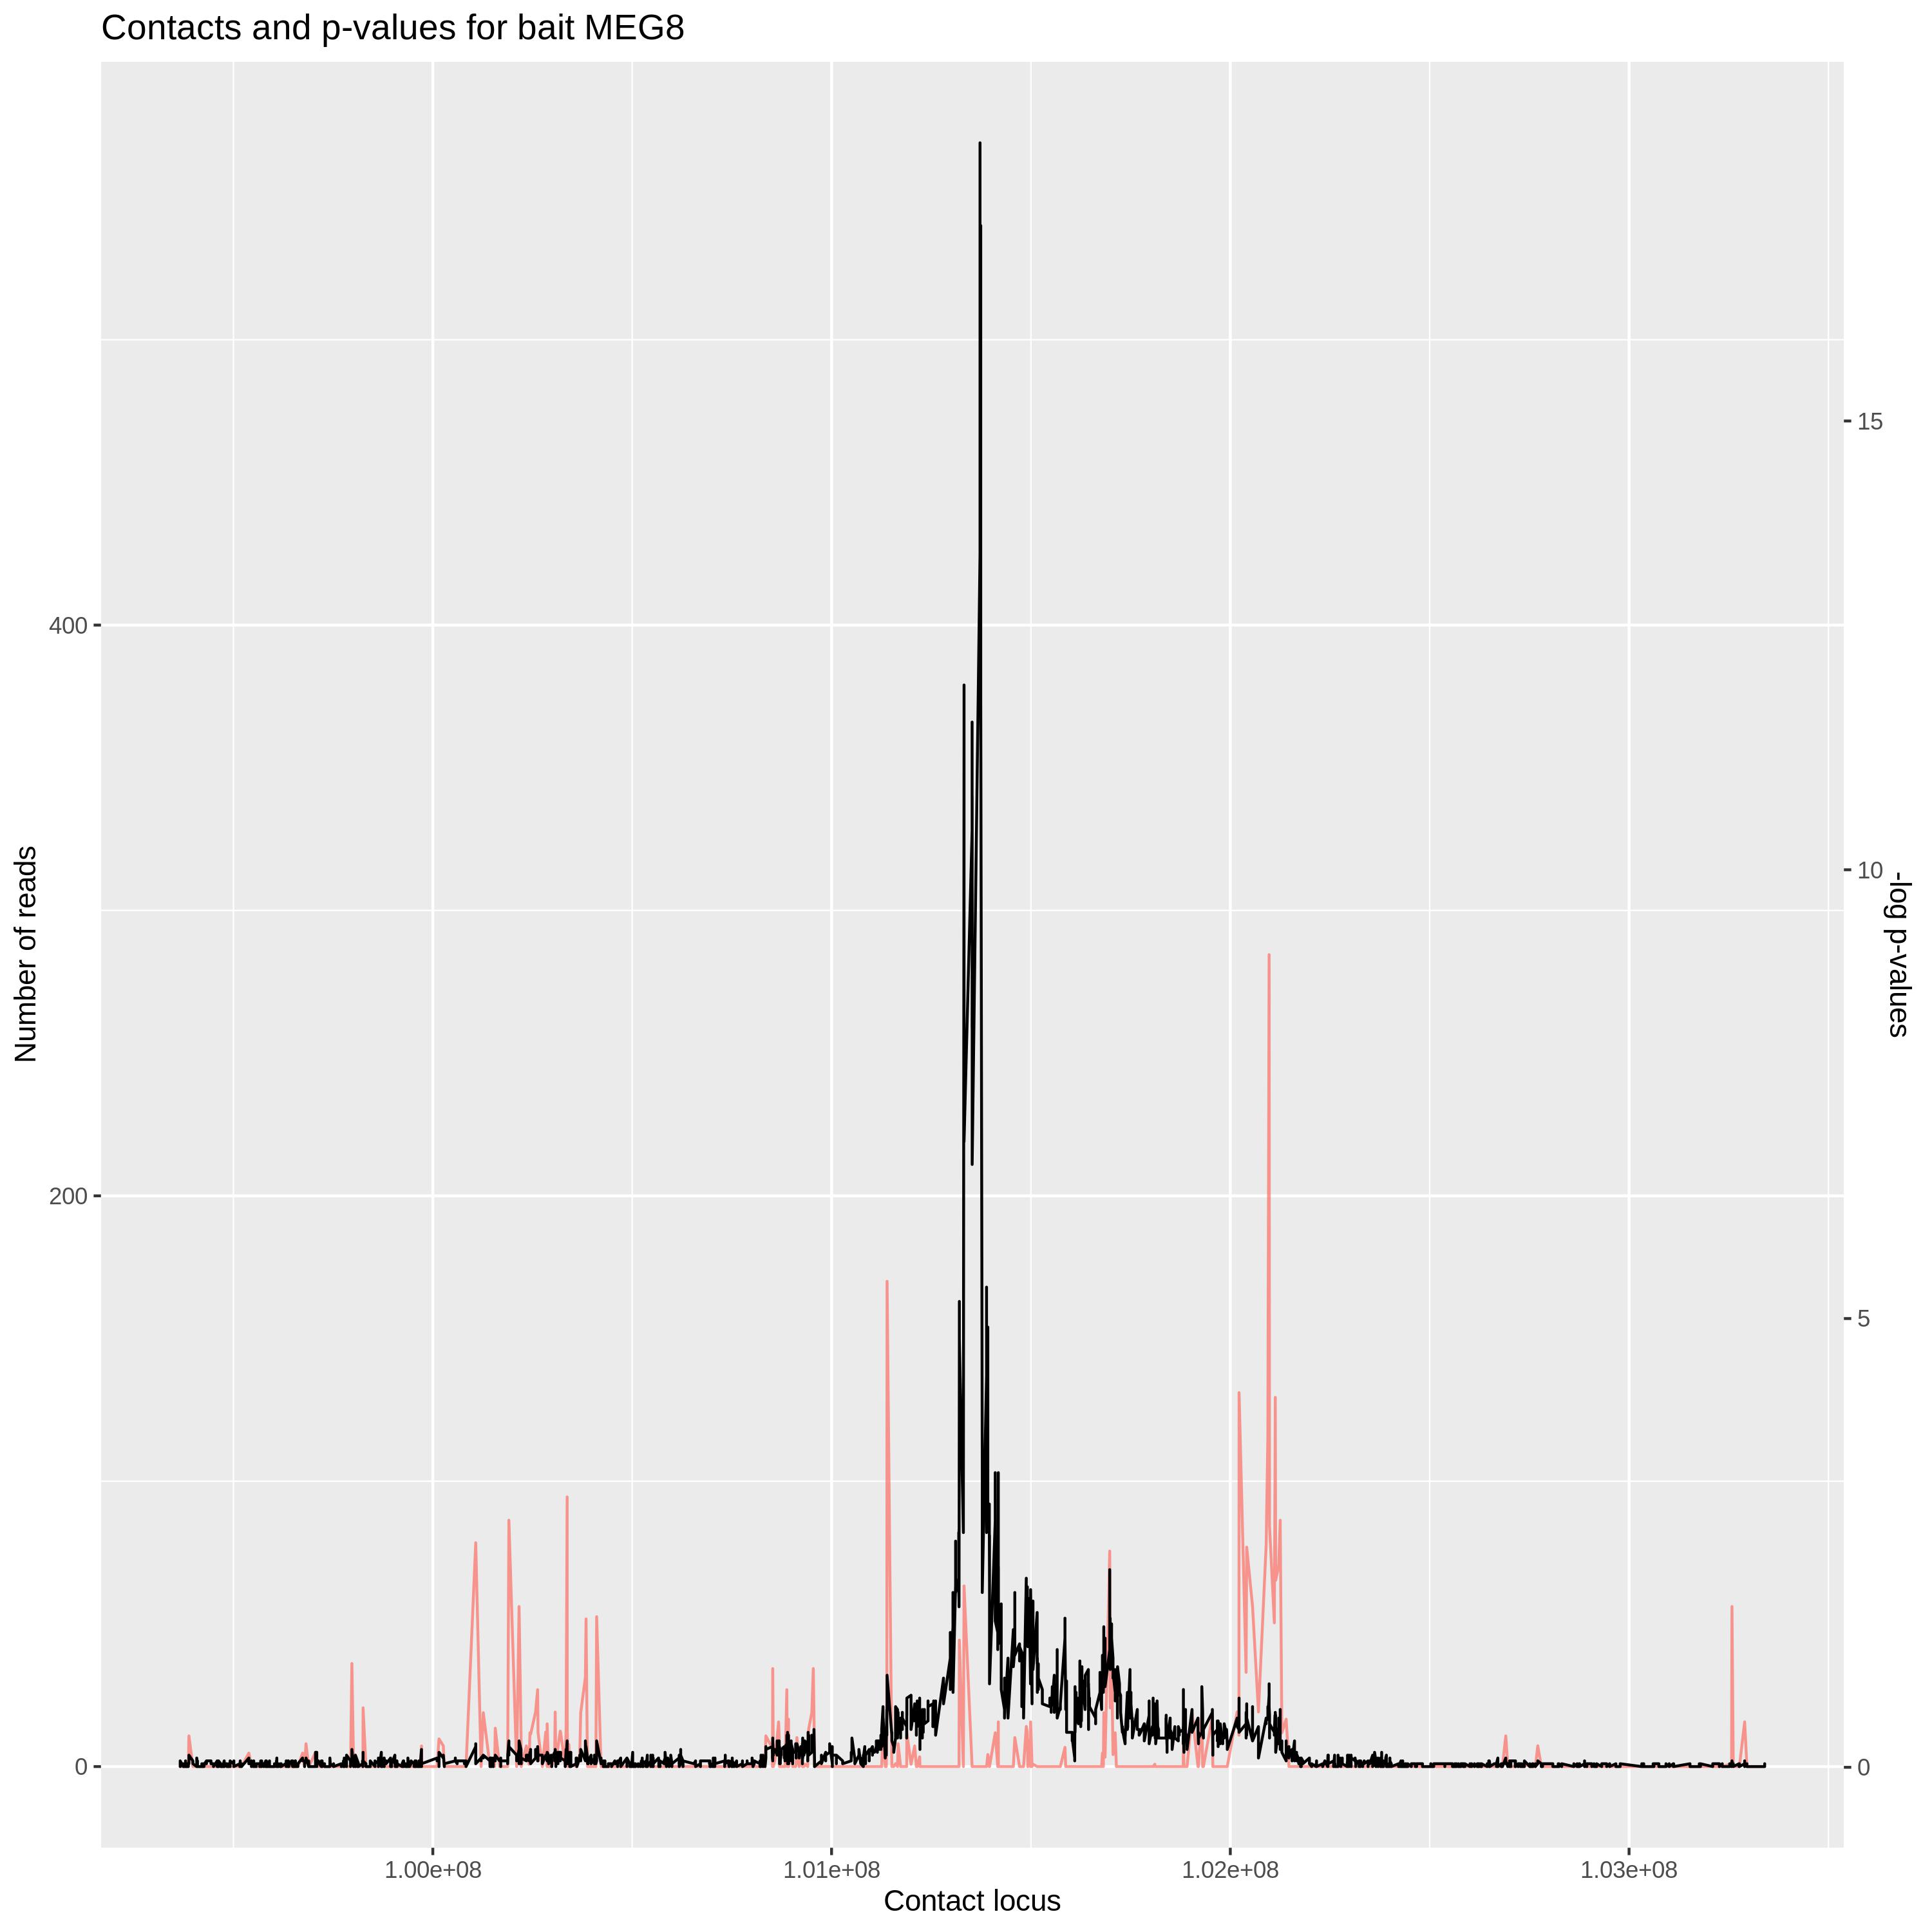 Contacts and p-values for bait MEG8
Number of reads
400
200
0
15
10
5
0
-log p-values
1.00e+08
1.01e+08
1.02e+08
1.03e+08
Contact locus